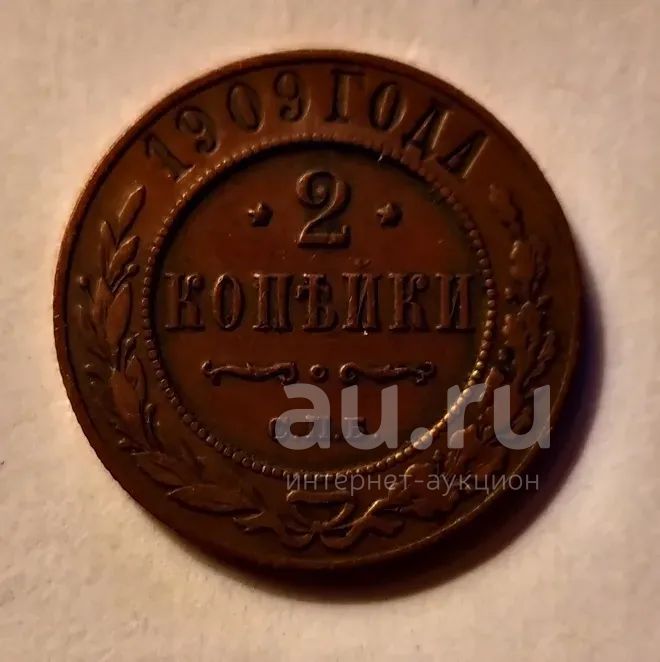 1909 ГОДА
2
КОПѢЙКИ
С.П.Б.
au.ru
интернет-аукцион